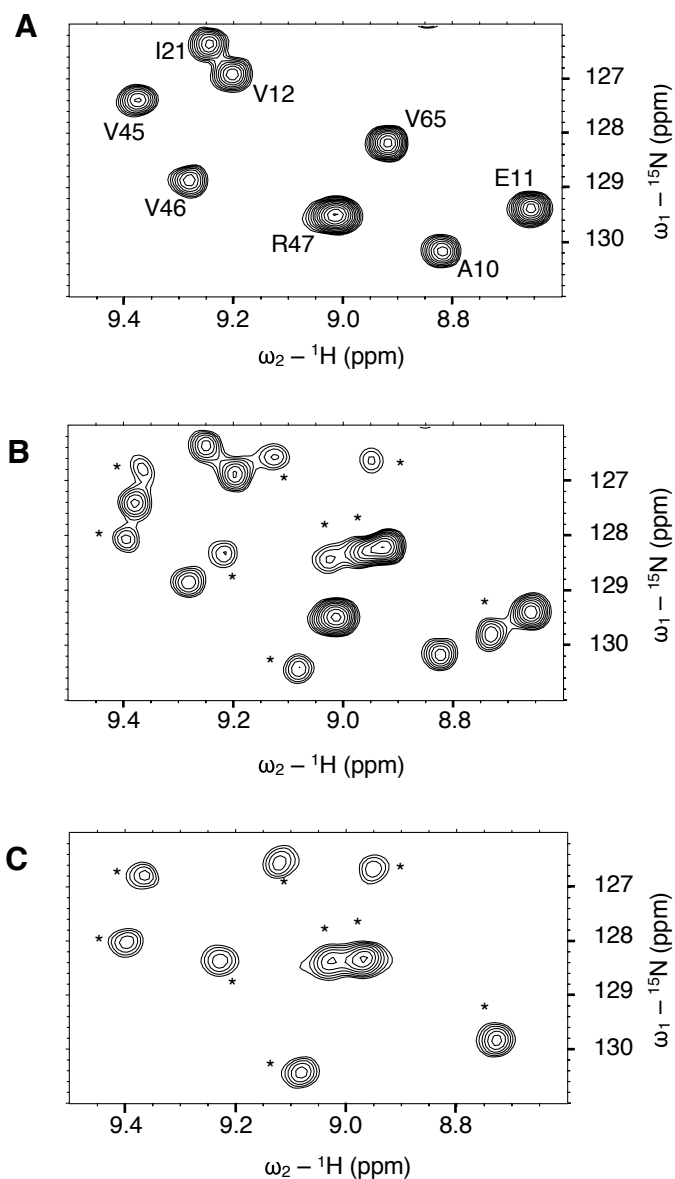 A
I21
V12
V45
V65
V46
E11
R47
A10
127
128
129
130
ω₁ – ¹⁵N (ppm)
9.4 9.2 9.0 8.8
ω₂ – ¹H (ppm)
B
*
*
*
*
*
*
*
*
*
127
128
129
130
ω₁ – ¹⁵N (ppm)
9.4 9.2 9.0 8.8
ω₂ – ¹H (ppm)
C
*
*
*
*
*
*
*
*
*
127
128
129
130
ω₁ – ¹⁵N (ppm)
9.4 9.2 9.0 8.8
ω₂ – ¹H (ppm)